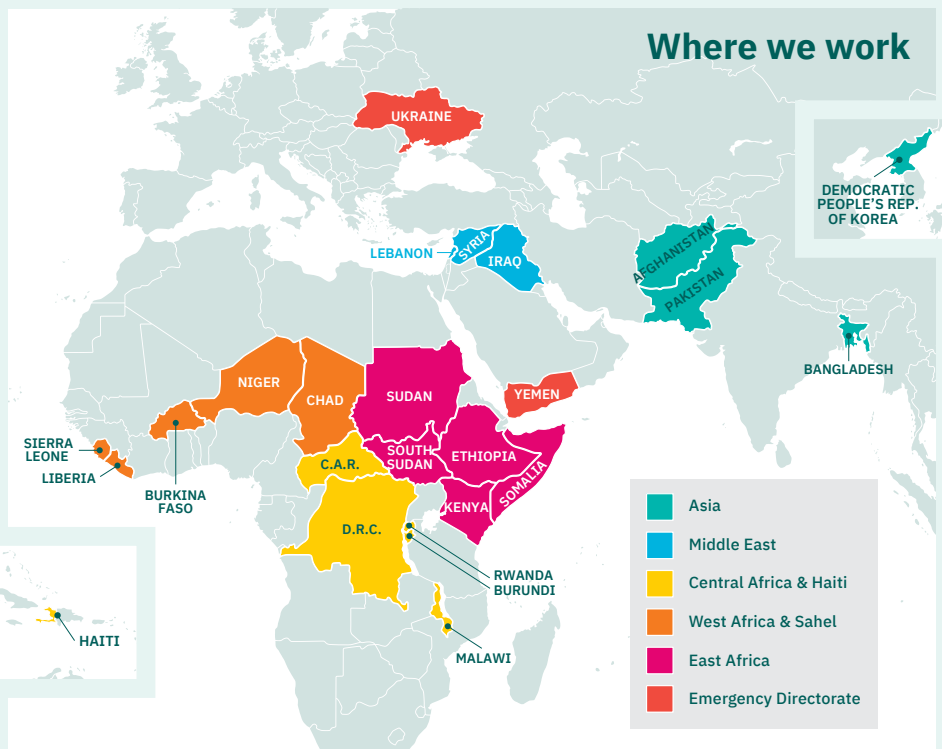 Where we work
UKRAINE
DEMOCRATIC
PEOPLE'S REP.
OF KOREA
LEBANON
SYRIA
IRAQ
AFGHANISTAN
PAKISTAN
BANGLADESH
NIGER
CHAD
SUDAN
YEMEN
SIERRA
LEONE
LIBERIA
BURKINA
FASO
C.A.R.
SOUTH
SUDAN
ETHIOPIA
SOMALIA
KENYA
D.R.C.
RWANDA
BURUNDI
MALAWI
HAITI
Asia
Middle East
Central Africa & Haiti
West Africa & Sahel
East Africa
Emergency Directorate